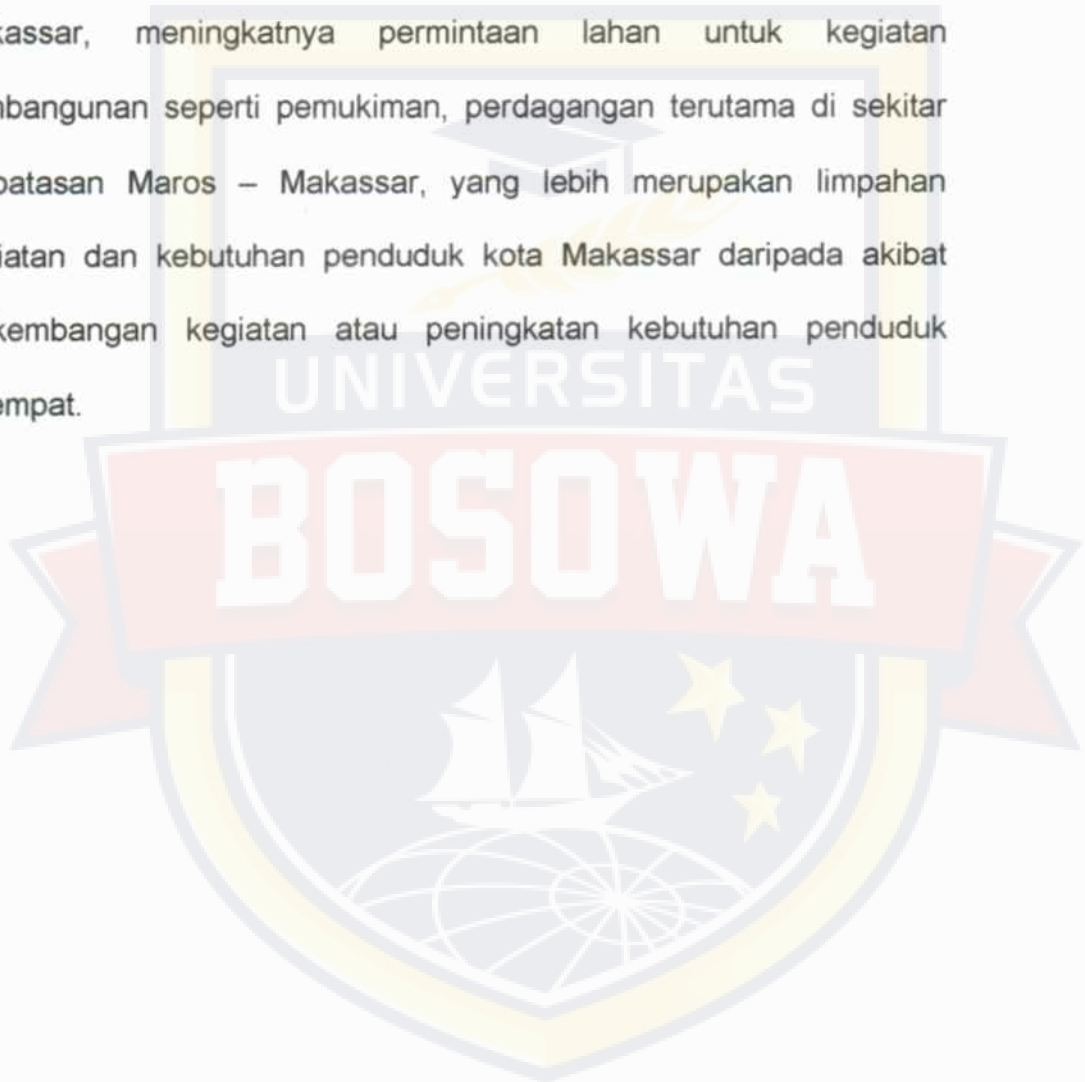 kassar, meningkatnya permintaan lahan untuk kegiatan
nbangunan seperti pemukiman, perdagangan terutama di sekitar
batasan Maros – Makassar, yang lebih merupakan limpahan
iatan dan kebutuhan penduduk kota Makassar daripada akibat
kembangan kegiatan atau peningkatan kebutuhan penduduk
empat.
UNIVERSITAS
BOSOWA